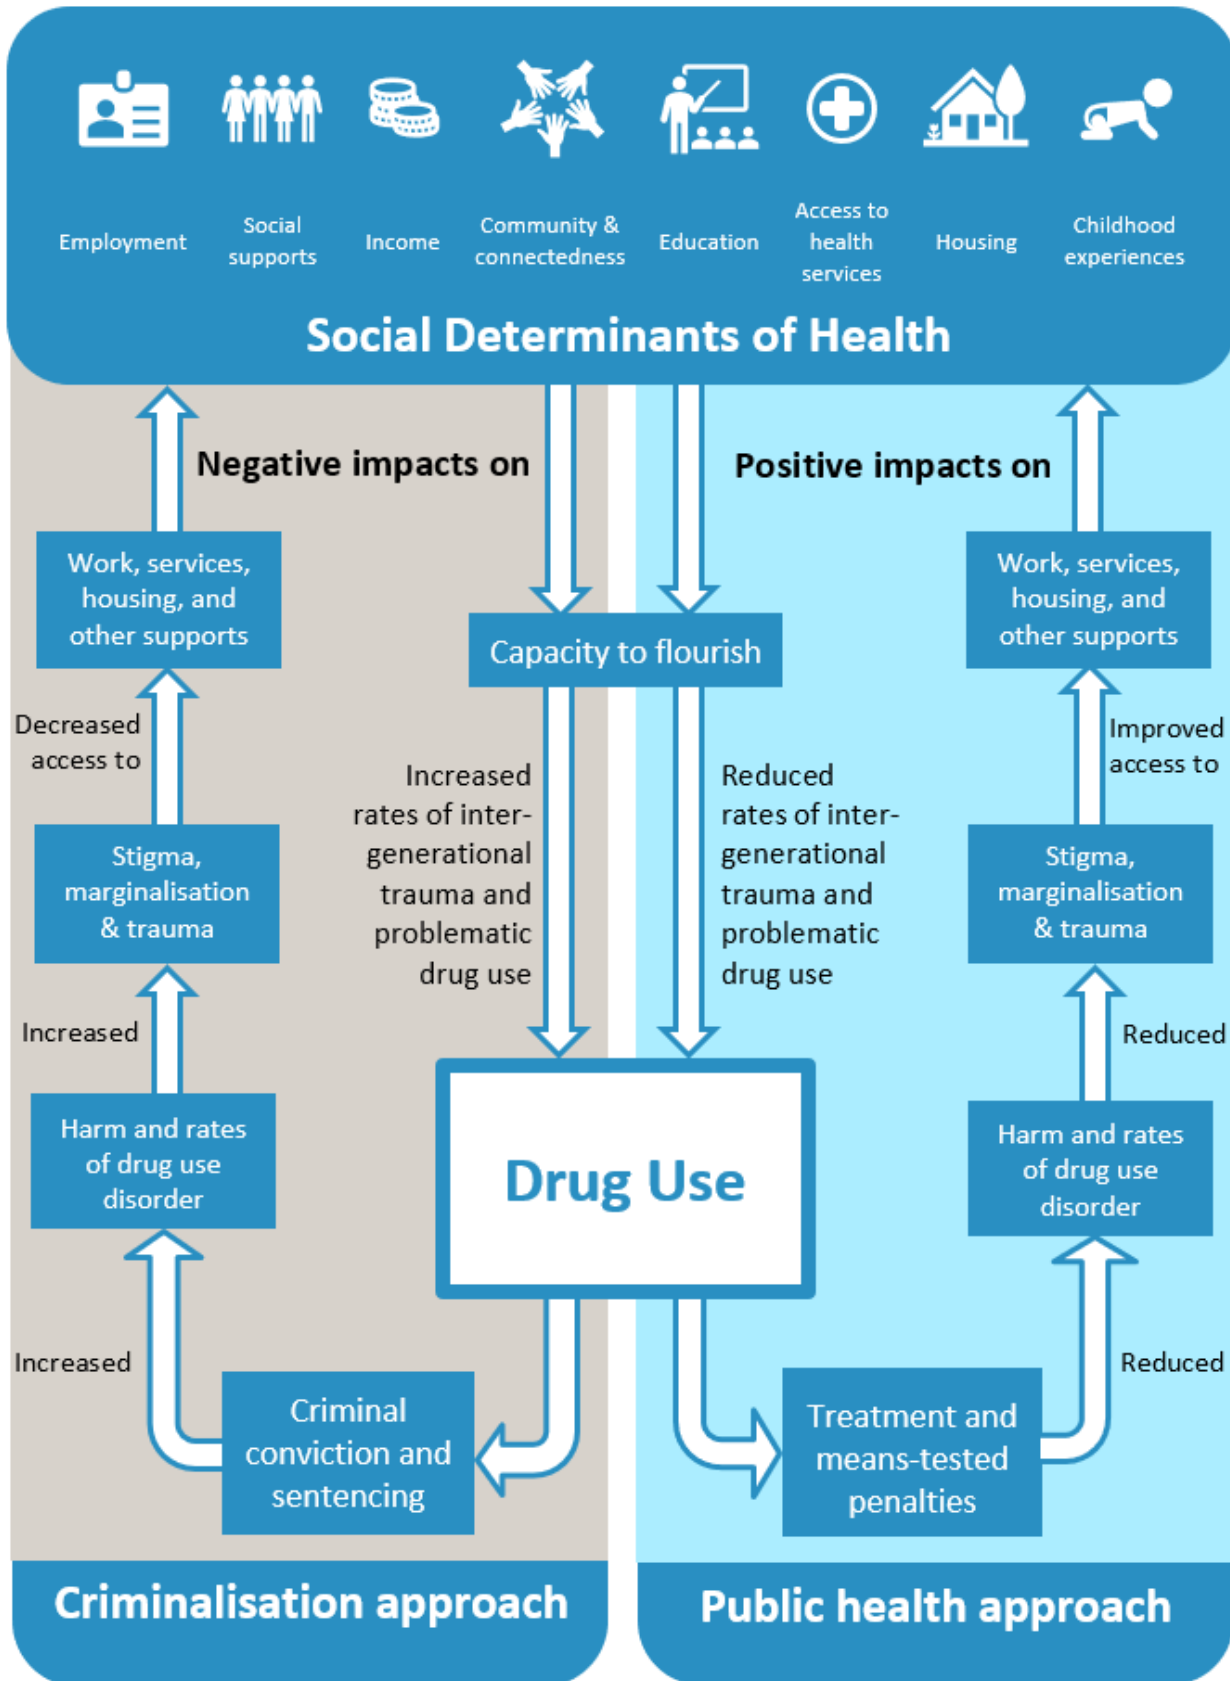 Employment
Social
supports
Income
Community &
connectedness
Education
Access to
health
services
Housing
Childhood
experiences
Social Determinants of Health
Negative impacts on
Positive impacts on
Work, services,
housing, and
other supports
Capacity to flourish
Work, services,
housing, and
other supports
Decreased
access to
Increased
rates of inter-
generational
trauma and
problematic
drug use
Reduced
rates of inter-
generational
trauma and
problematic
drug use
Improved
access to
Stigma,
marginalisation
& trauma
Stigma,
marginalisation
& trauma
Increased
Reduced
Harm and rates
of drug use
disorder
Drug Use
Harm and rates
of drug use
disorder
Increased
Reduced
Criminal
conviction and
sentencing
Treatment and
means-tested
penalties
Criminalisation approach
Public health approach